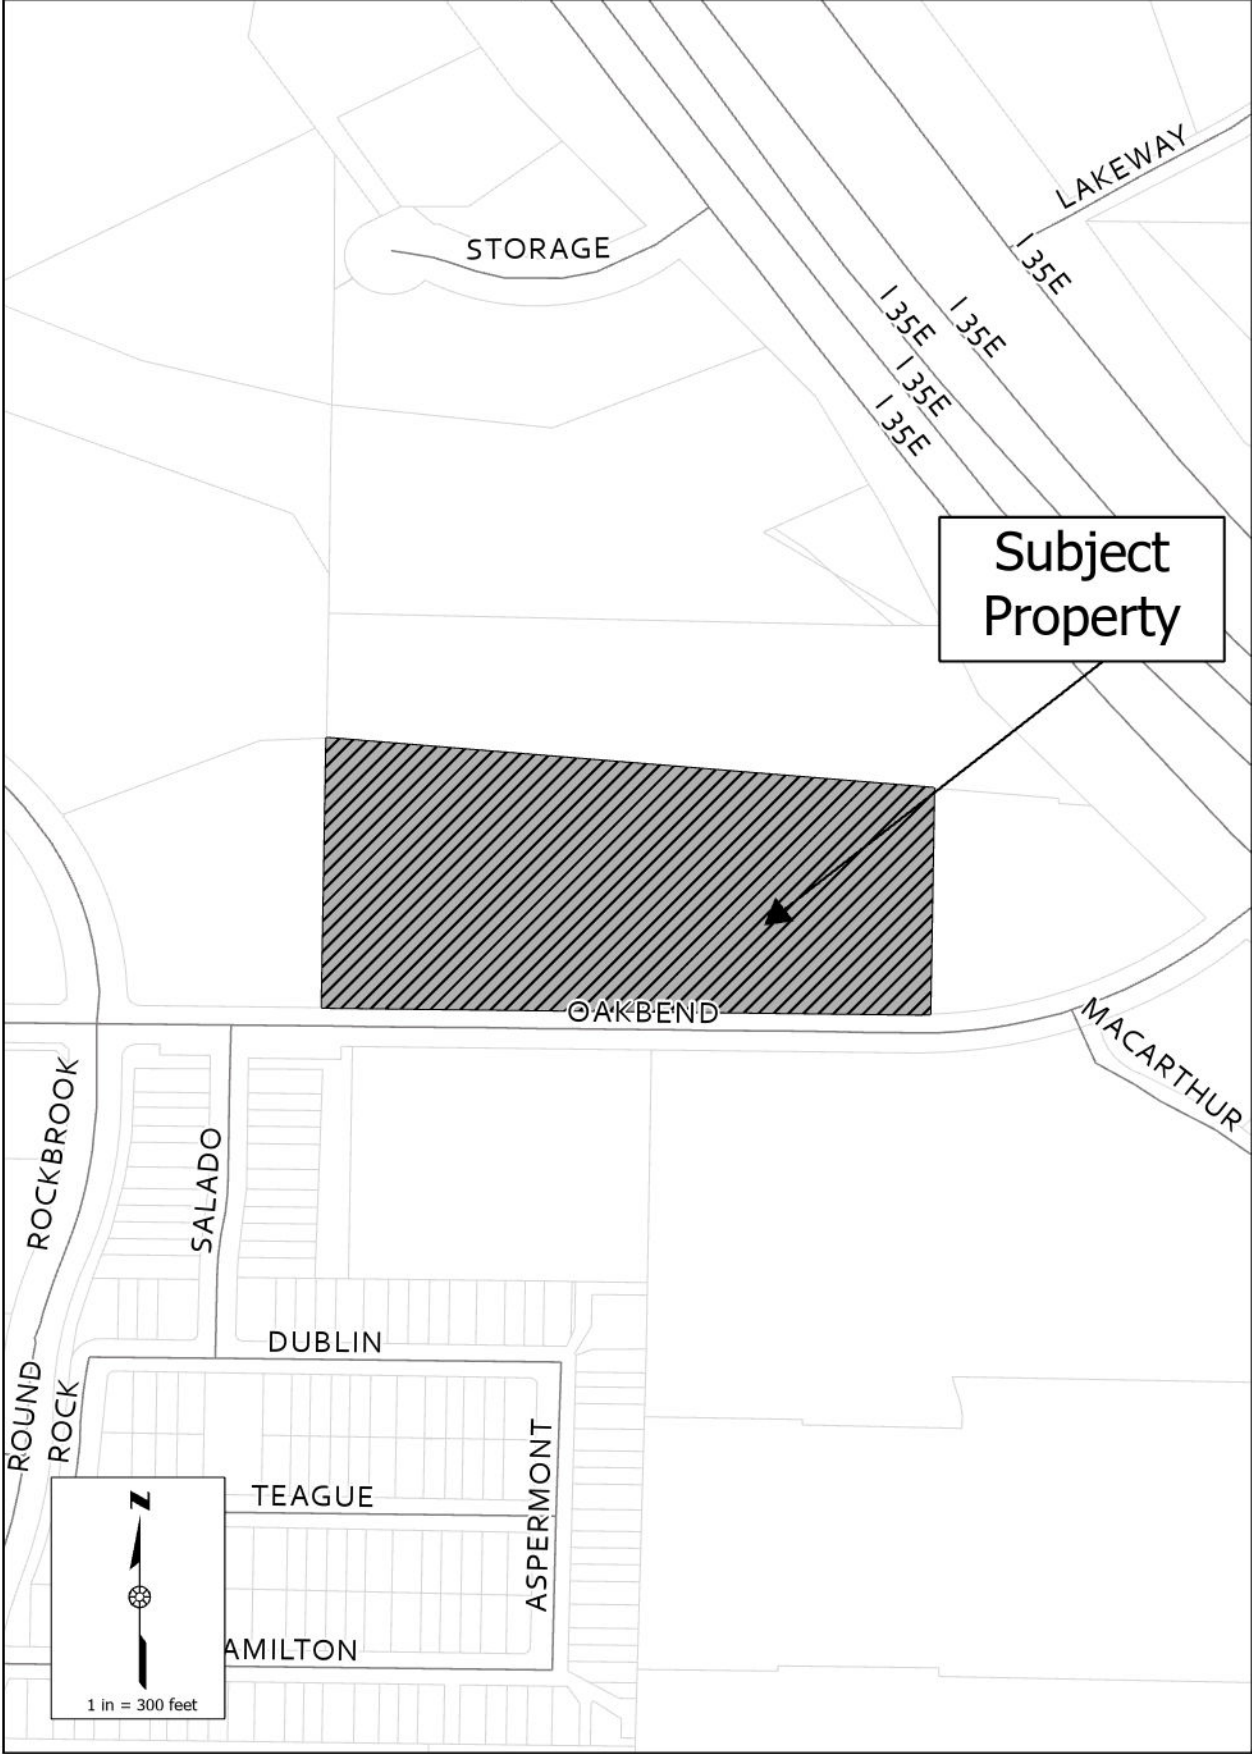 LAKEWAY
STORAGE
I 35E
I 35E
I 35E
I 35E
I 35E
Subject
Property
OAKBEND
MACARTHUR
ROCKBROOK
SALADO
DUBLIN
ROUND
ROCK
ASPERMONT
TEAGUE
N
AMILTON
1 in = 300 feet